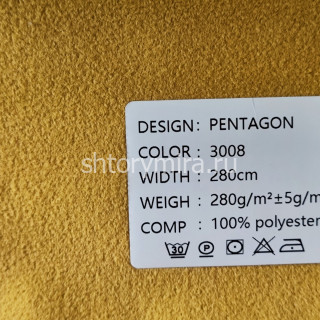 DESIGN: PENTAGON
COLOR : 3008
shtorymira.ru
WIDTH : 280cm
WEIGH : 280g/m²±5g/m
COMP : 100% polyester
30 P